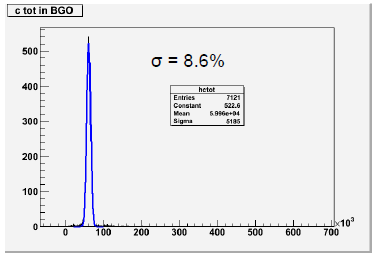 c tot in BGO
σ = 8.6%
hctot
Entries 7121
Constant 522.6
Mean 5.996e+04
Sigma 5185
500
400
300
200
100
0
0 100 200 300 400 500 600 700 ×10³